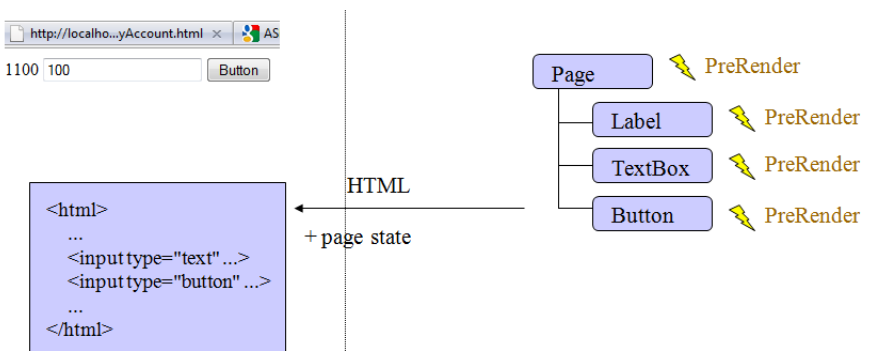 http://localho...yAccount.html × AS
1100 100 Button
Page PreRender
Label PreRender
TextBox PreRender
Button PreRender
HTML
+ page state
<html>
...
<input type="text" ...>
<input type="button" ...>
...
</html>